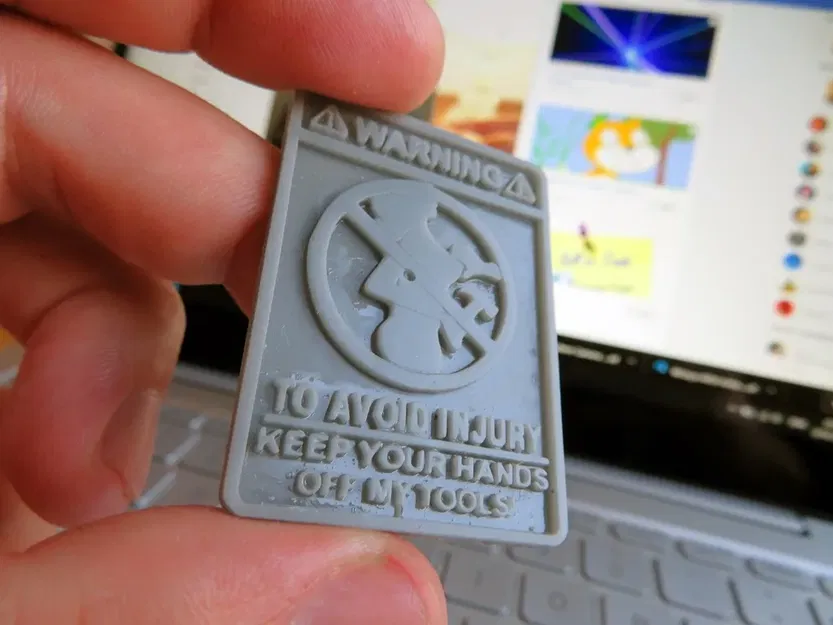 ⚠ WARNING ⚠
TO AVOID INJURY
KEEP YOUR HANDS
OFF MY TOOLS